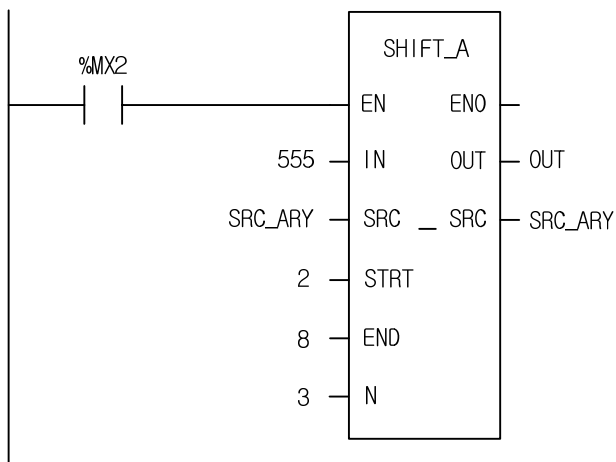 SHIFT_A
%MX2
EN ENO
555 IN OUT OUT
SRC_ARY SRC _ SRC SRC_ARY
2 STRT
8 END
3 N